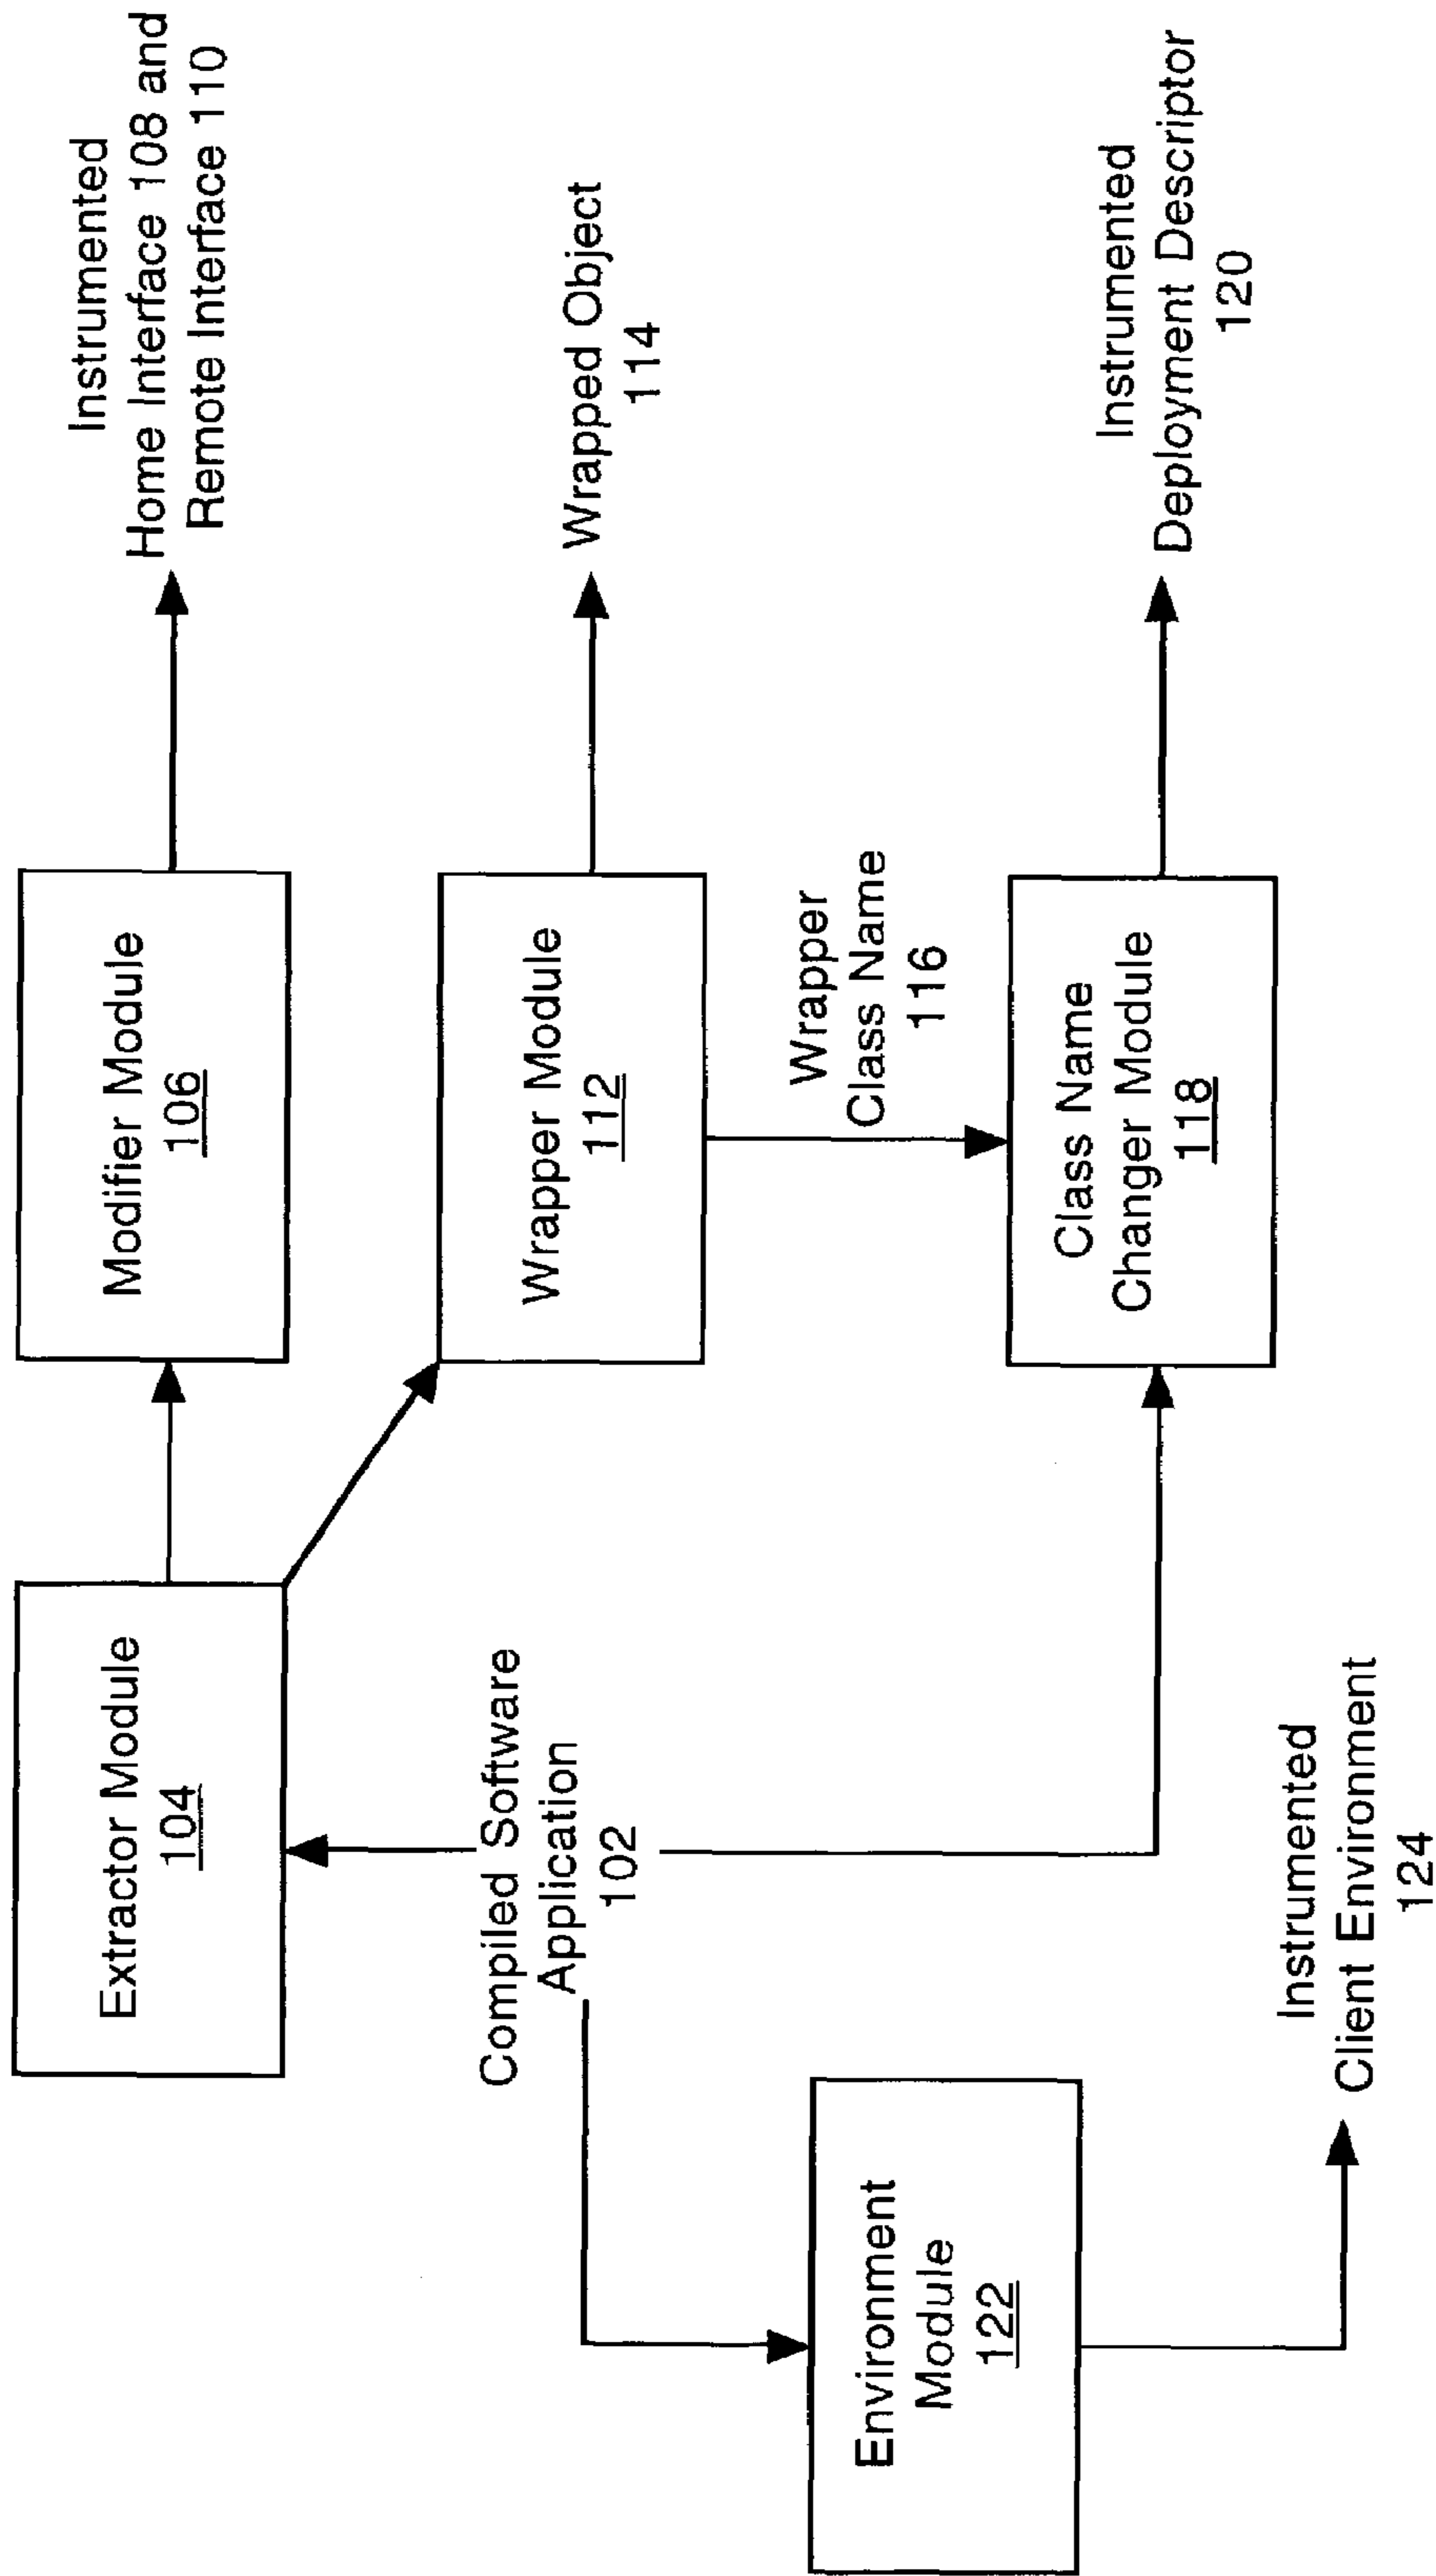 Extractor Module
104
Modifier Module
106
Instrumented
Home Interface 108 and
Remote Interface 110
Compiled Software
Application
102
Wrapper Module
112
Wrapped Object
114
Wrapper
Class Name
116
Environment
Module
122
Class Name
Changer Module
118
Instrumented
Deployment Descriptor
120
Instrumented
Client Environment
124